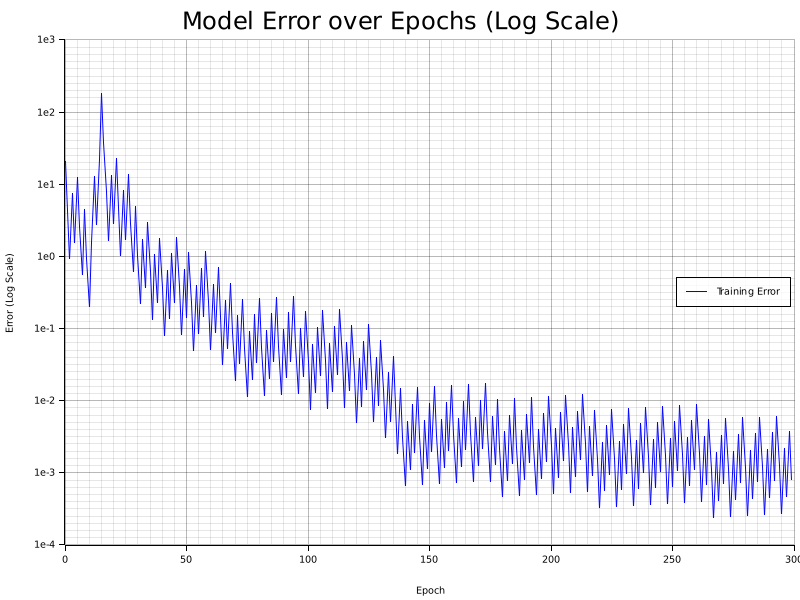 Model Error over Epochs (Log Scale)
1e3
1e2
1e1
1e0
1e-1
1e-2
1e-3
1e-4
Error (Log Scale)
Training Error
0 50 100 150 200 250 300
Epoch